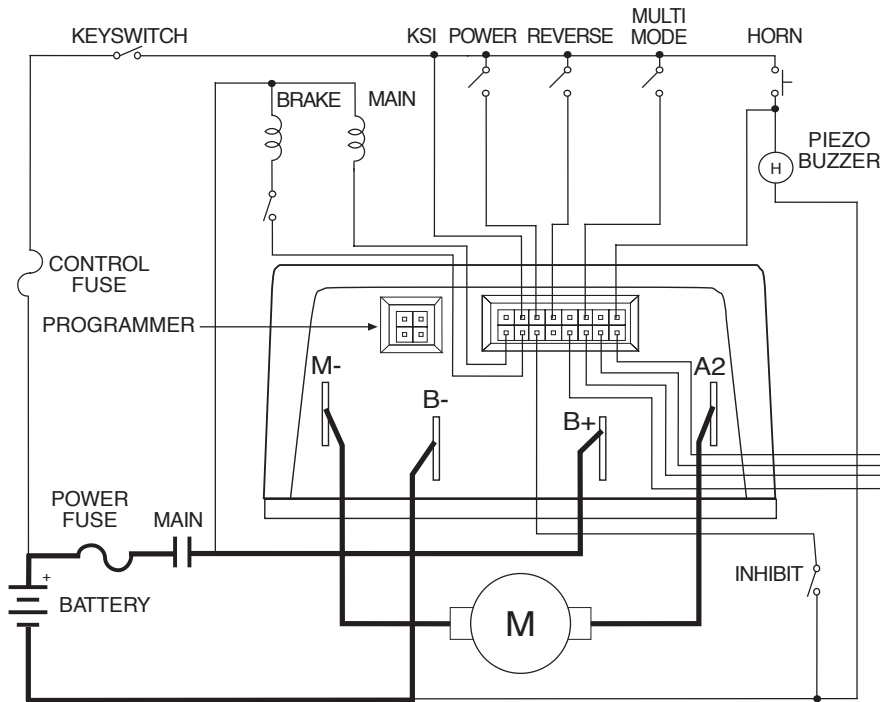 KEYSWITCH
KSI
POWER
REVERSE
MULTI
MODE
HORN
BRAKE
MAIN
PIEZO
BUZZER
H
CONTROL
FUSE
PROGRAMMER
M-
B-
B+
A2
POWER
FUSE
MAIN
INHIBIT
+
BATTERY
M